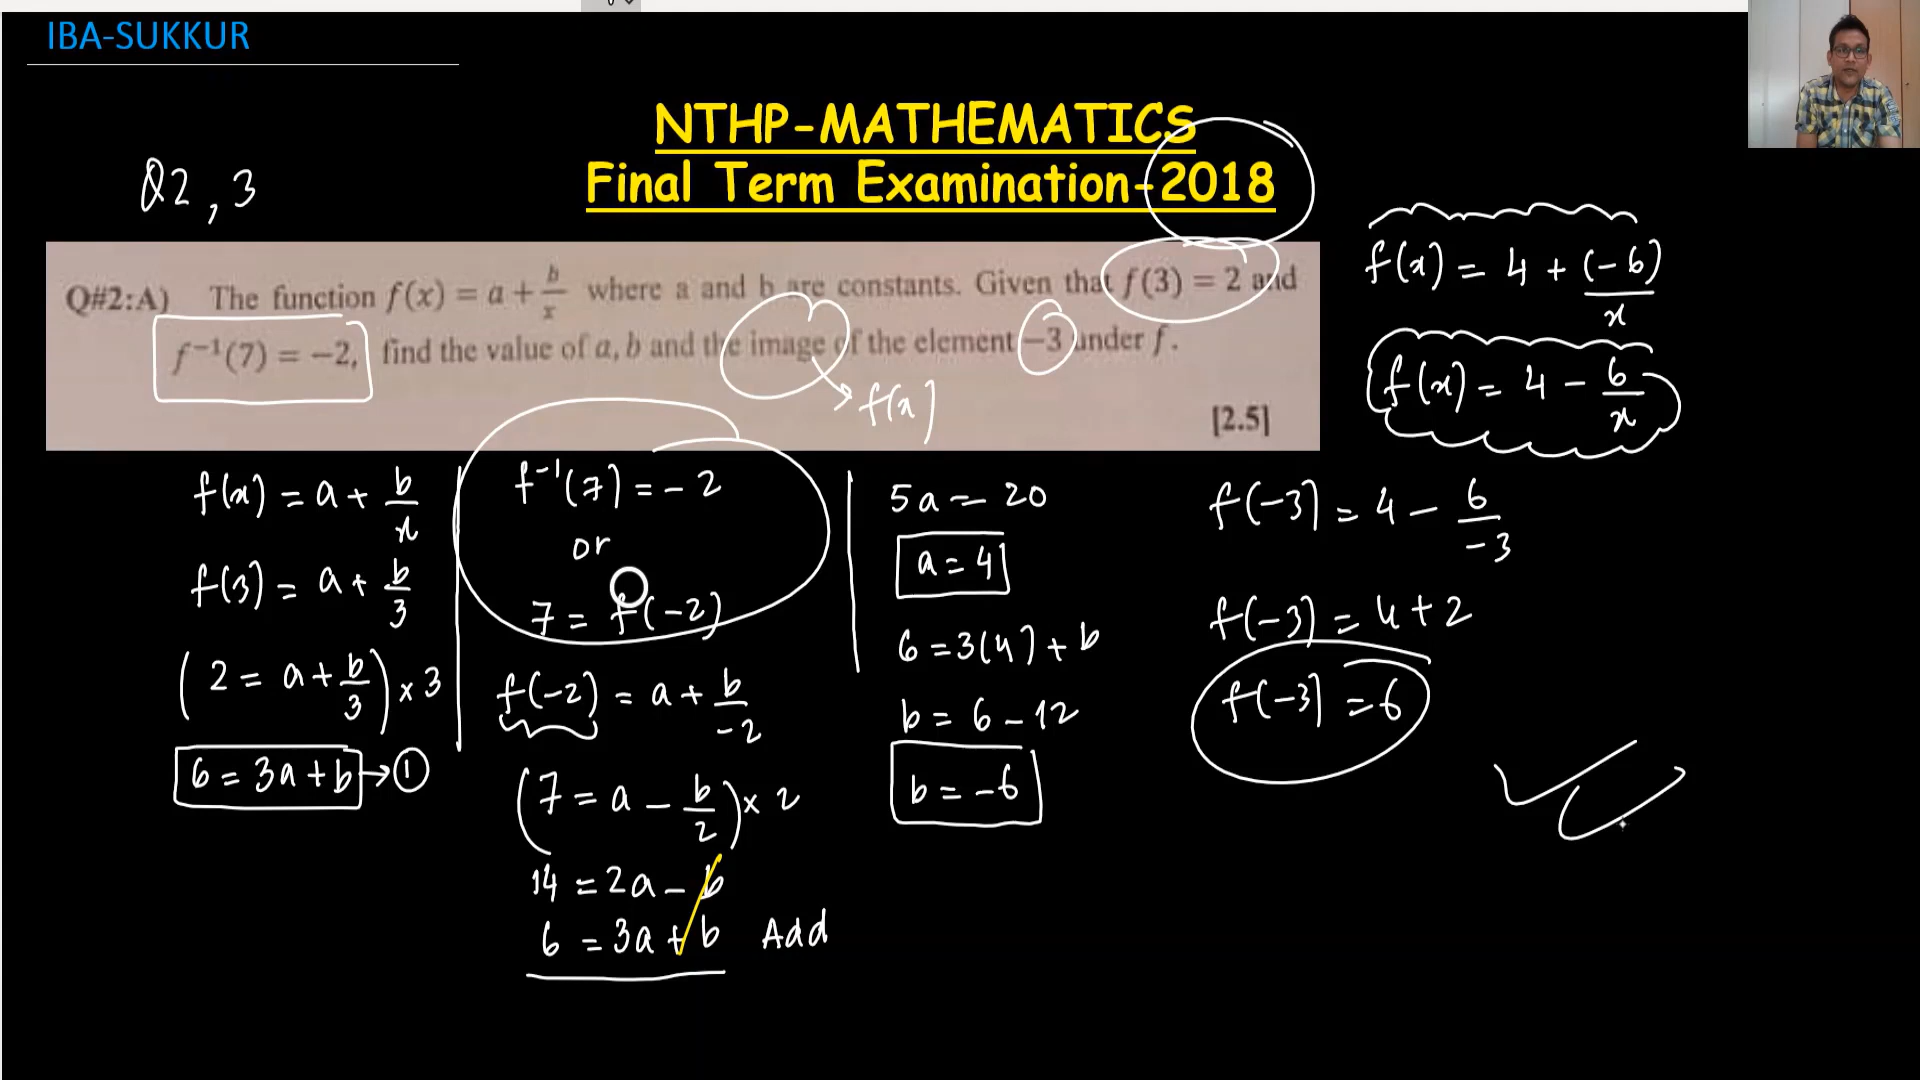 IBA-SUKKUR
NTHP-MATHEMATICS
Final Term Examination-2018
Q2, 3
Q#2:A) The function f(x) = a + b/x where a and b are constants. Given that f(3) = 2 and
f⁻¹(7) = −2, find the value of a, b and the image of the element −3 under f.
[2.5]
→ f(x)
f(x) = a + b/x
f(3) = a + b/3
(2 = a + b/3) × 3
6 = 3a + b → ①
f⁻¹(7) = −2
or
7 = f(−2)
f(−2) = a + b/−2
(7 = a − b/2) × 2
14 = 2a − b
6 = 3a + b Add
5a = 20
a = 4
6 = 3(4) + b
b = 6 − 12
b = −6
f(x) = 4 + (−6)/x
f(x) = 4 − 6/x
f(−3) = 4 − 6/−3
f(−3) = 4 + 2
f(−3) = 6